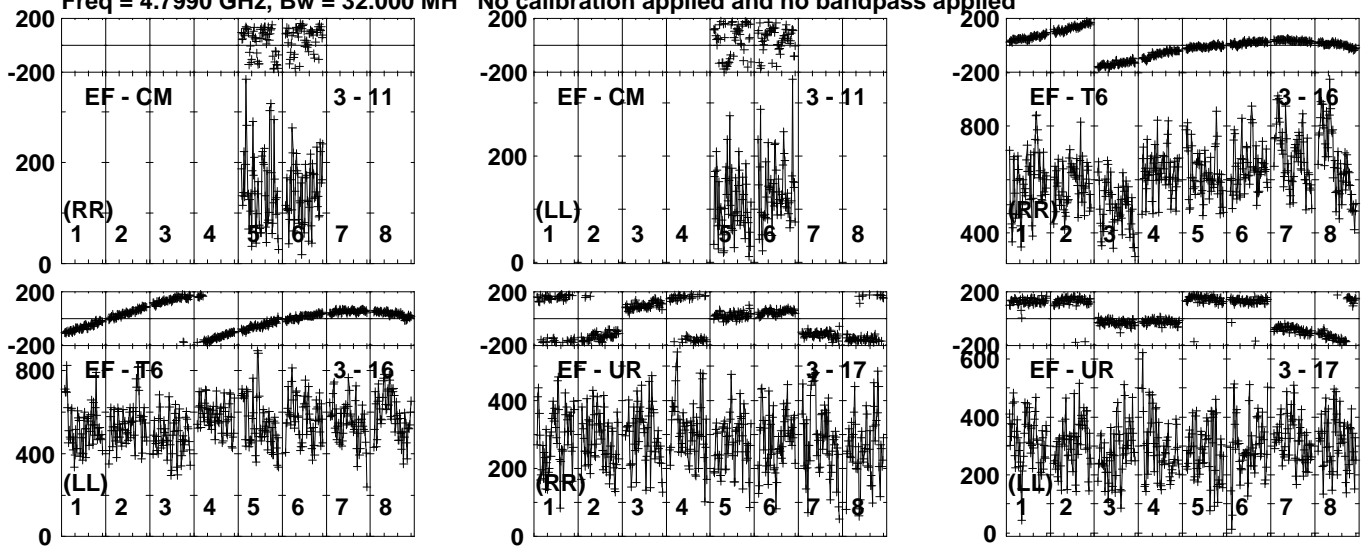 Freq = 4.7990 GHz, Bw = 32.000 MH No calibration applied and no bandpass applied
200
-200
EF - CM 3 - 11
200
(RR)
1 2 3 4 5 6 7 8
0
200
-200
EF - CM 3 - 11
200
(LL)
1 2 3 4 5 6 7 8
0
200
-200
EF - T6 3 - 16
800
(RR)
400
1 2 3 4 5 6 7 8
200
-200
EF - T6 3 - 16
800
400
(LL)
1 2 3 4 5 6 7 8
0
200
-200
EF - UR 3 - 17
400
200
(RR)
1 2 3 4 5 6 7 8
0
200
-200
600
EF - UR 3 - 17
400
200
(LL)
1 2 3 4 5 6 7 8
0